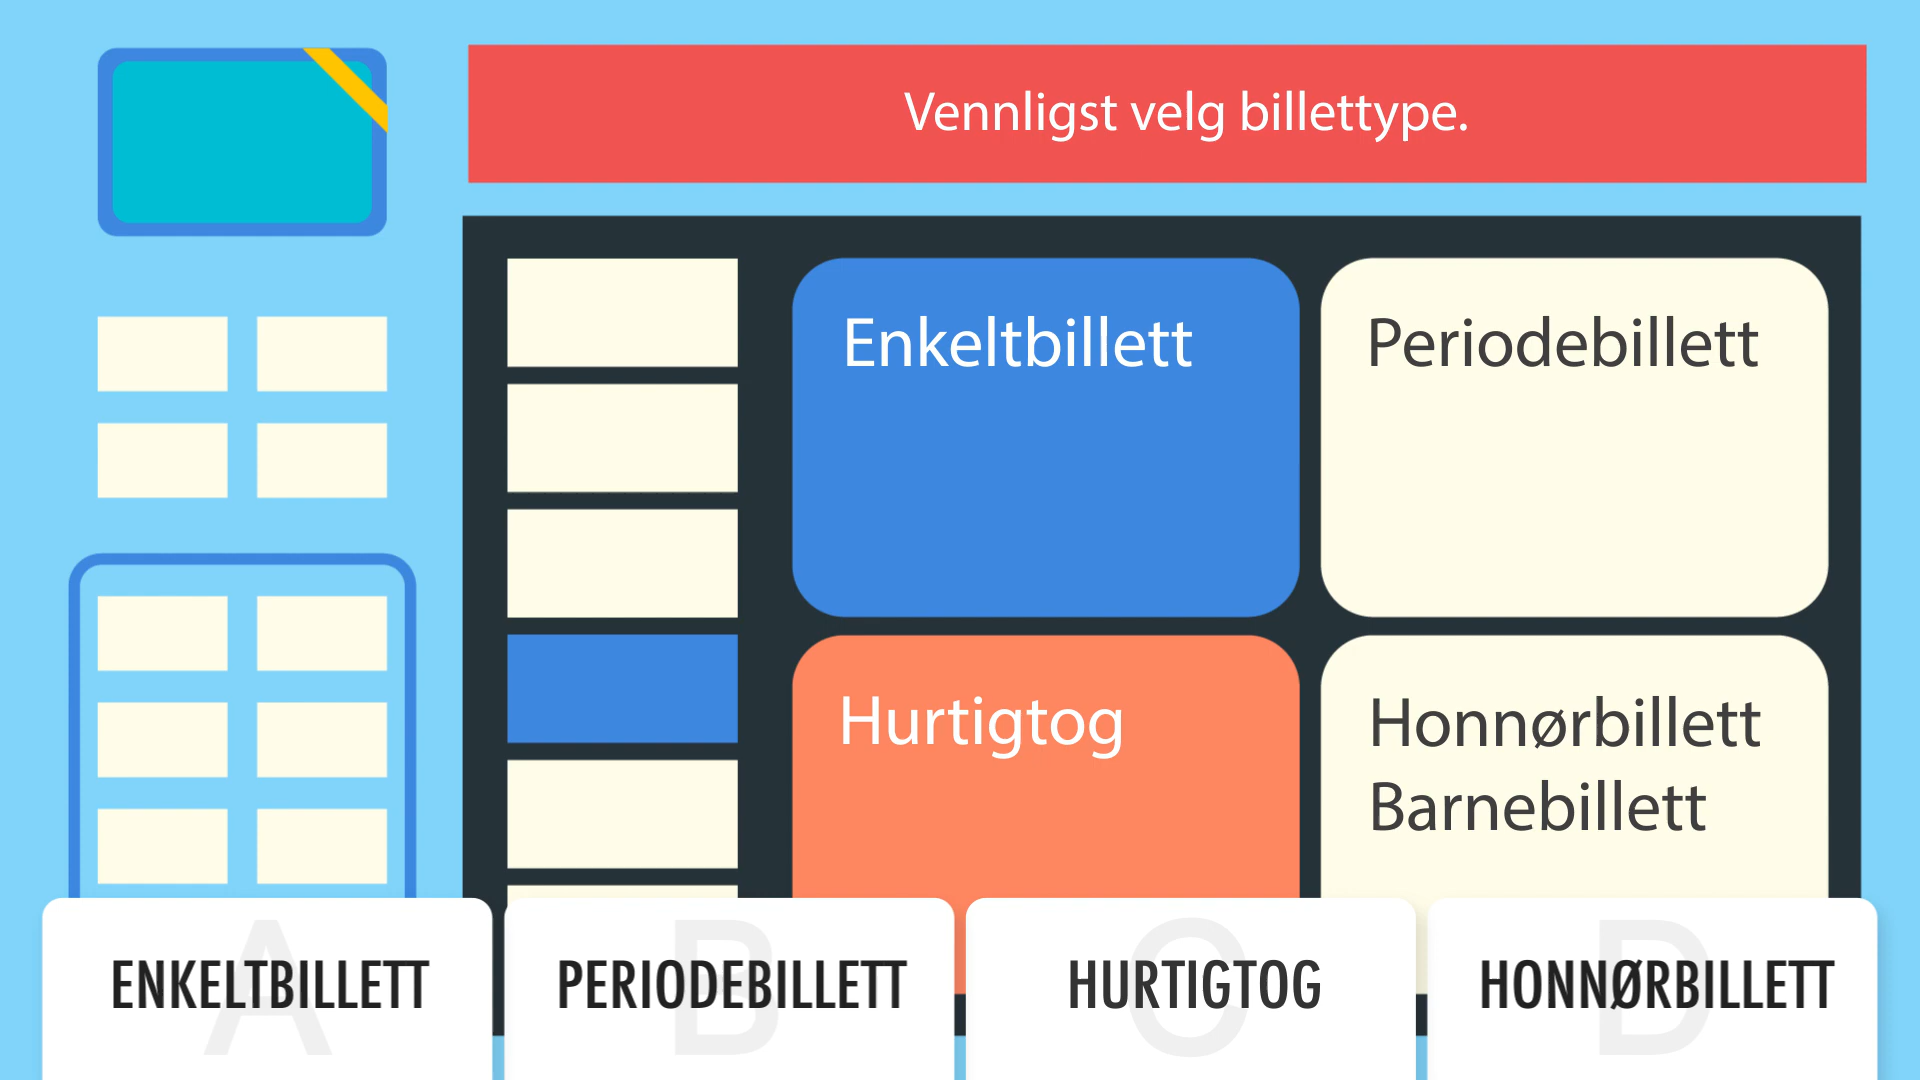 Vennligst velg billettype.
Enkeltbillett
Periodebillett
Hurtigtog
Honnørbillett
Barnebillett
A
ENKELTBILLETT
B
PERIODEBILLETT
C
HURTIGTOG
D
HONNØRBILLETT